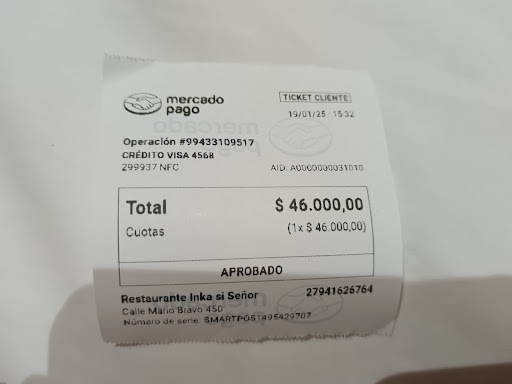 mercado
pago
TICKET CLIENTE
19/01/25 - 15:32
Operación #99433109517
CRÉDITO VISA 4568
299937 NFC AID: A0000000031010
Total $ 46.000,00
Cuotas (1x $ 46.000,00)
APROBADO
Restaurante Inka si Señor 27941626764
Calle Mario Bravo 450
Número de serie: SMARTPOS1495429707